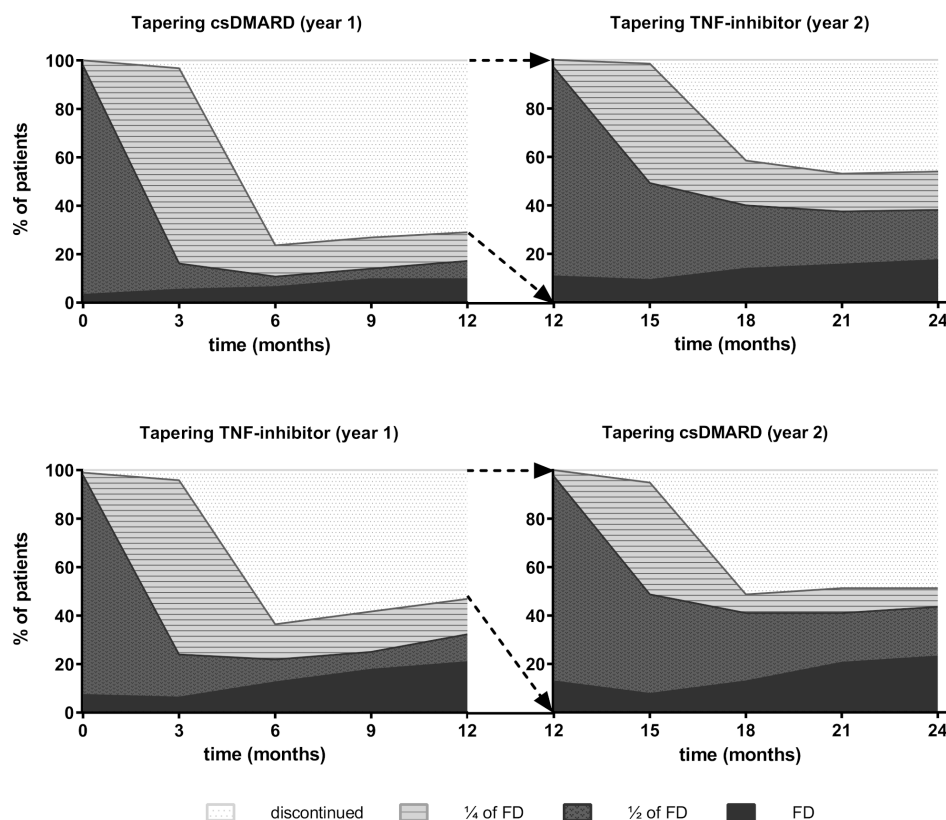 Tapering csDMARD (year 1)
Tapering TNF-inhibitor (year 2)
% of patients
100
80
60
40
20
0
0 3 6 9 12
time (months)
100
80
60
40
20
0
12 15 18 21 24
time (months)
Tapering TNF-inhibitor (year 1)
Tapering csDMARD (year 2)
% of patients
100
80
60
40
20
0
0 3 6 9 12
time (months)
100
80
60
40
20
0
12 15 18 21 24
time (months)
discontinued ¼ of FD ½ of FD FD